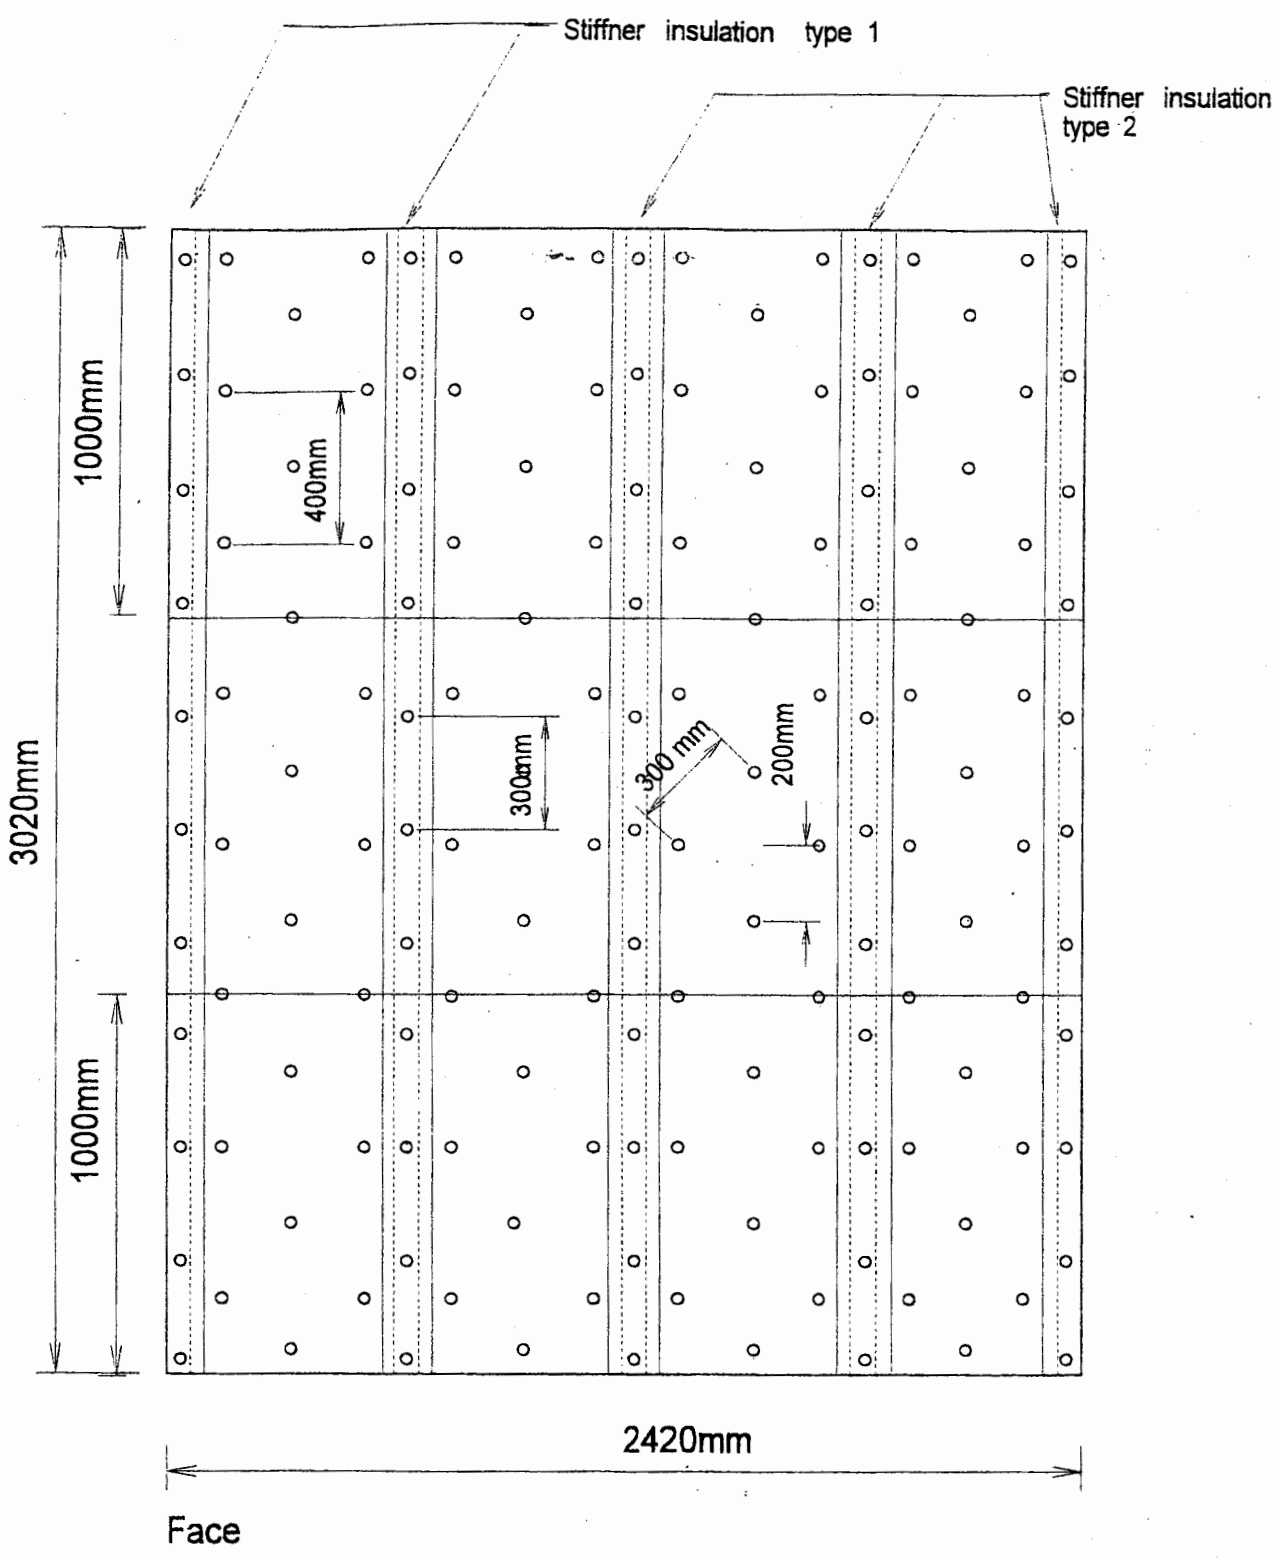 Stiffner insulation type 1
Stiffner insulation
type 2
1000mm
400mm
3020mm
300mm
300 mm
200mm
1000mm
2420mm
Face